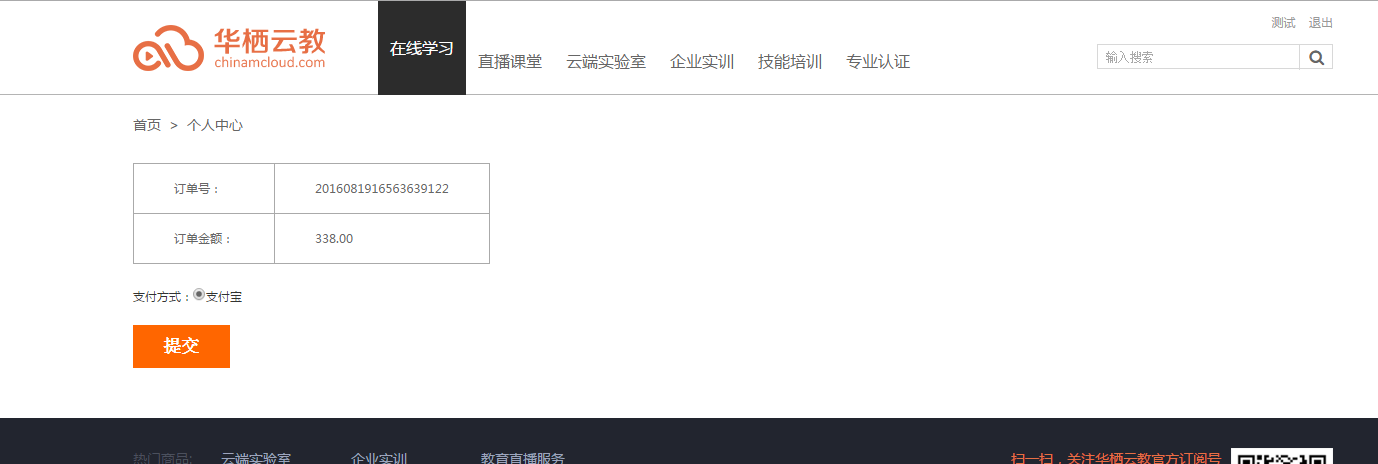 华栖云教
chinamcloud.com
在线学习
直播课堂 云端实验室 企业实训 技能培训 专业认证
测试 退出
输入搜索
首页 > 个人中心
订单号： 2016081916563639122
订单金额： 338.00
支付方式：支付宝
提交
热门商品: 云端实验室 企业实训 教育直播服务
扫一扫，关注华栖云教官方订阅号